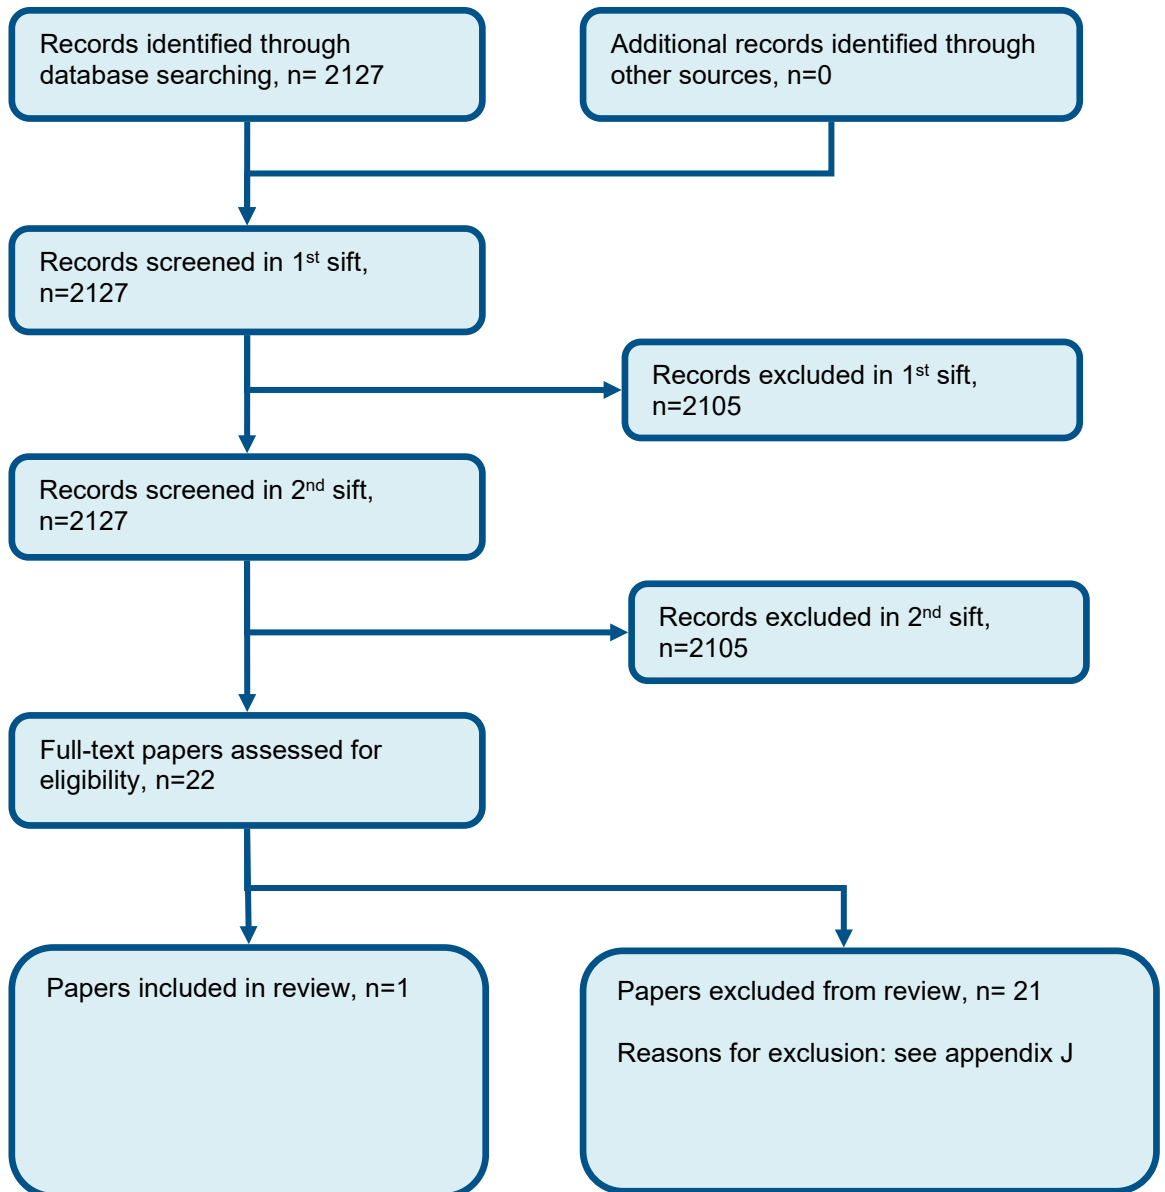 Records identified through
database searching, n= 2127
Additional records identified through
other sources, n=0
Records screened in 1st sift,
n=2127
Records excluded in 1st sift,
n=2105
Records screened in 2nd sift,
n=2127
Records excluded in 2nd sift,
n=2105
Full-text papers assessed for
eligibility, n=22
Papers included in review, n=1
Papers excluded from review, n= 21
Reasons for exclusion: see appendix J